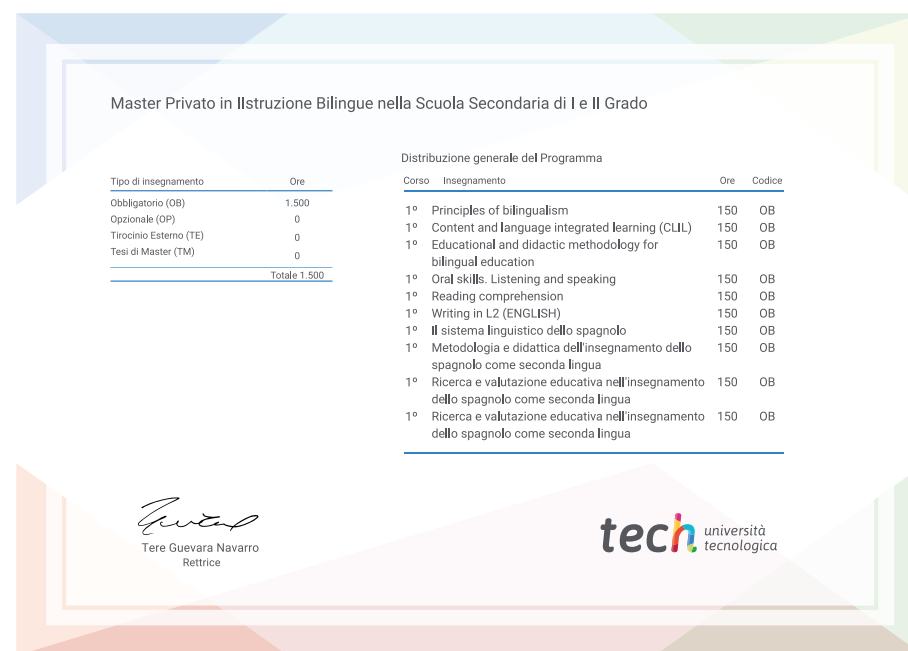 Master Privato in IIstruzione Bilingue nella Scuola Secondaria di I e II Grado
Tipo di insegnamento Ore
Obbligatorio (OB) 1.500
Opzionale (OP) 0
Tirocinio Esterno (TE) 0
Tesi di Master (TM) 0
Totale 1.500
Distribuzione generale del Programma
Corso Insegnamento Ore Codice
1º Principles of bilingualism 150 OB
1º Content and language integrated learning (CLIL) 150 OB
1º Educational and didactic methodology for 150 OB
bilingual education
1º Oral skills. Listening and speaking 150 OB
1º Reading comprehension 150 OB
1º Writing in L2 (ENGLISH) 150 OB
1º Il sistema linguistico dello spagnolo 150 OB
1º Metodologia e didattica dell'insegnamento dello 150 OB
spagnolo come seconda lingua
1º Ricerca e valutazione educativa nell'insegnamento 150 OB
dello spagnolo come seconda lingua
1º Ricerca e valutazione educativa nell'insegnamento 150 OB
dello spagnolo come seconda lingua
Tere Guevara Navarro
Rettrice
tech università
tecnologica